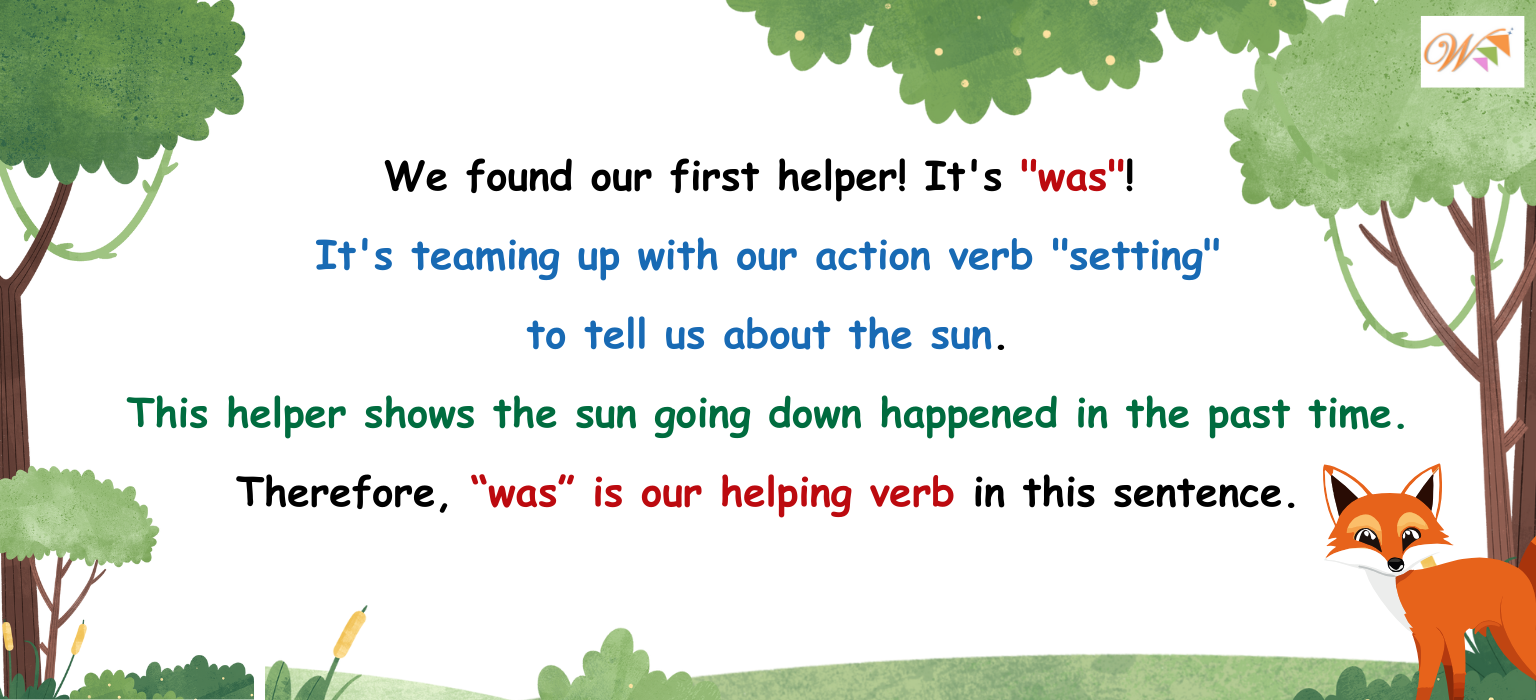 W
We found our first helper! It's "was"!
It's teaming up with our action verb "setting"
to tell us about the sun.
This helper shows the sun going down happened in the past time.
Therefore, “was” is our helping verb in this sentence.